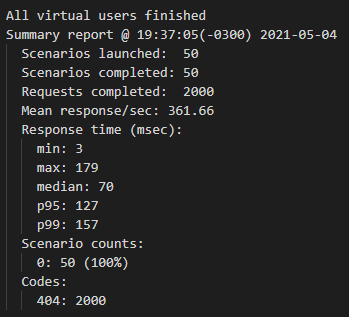 All virtual users finished
Summary report @ 19:37:05(-0300) 2021-05-04
Scenarios launched:  50
Scenarios completed: 50
Requests completed:  2000
Mean response/sec: 361.66
Response time (msec):
min: 3
max: 179
median: 70
p95: 127
p99: 157
Scenario counts:
0: 50 (100%)
Codes:
404: 2000